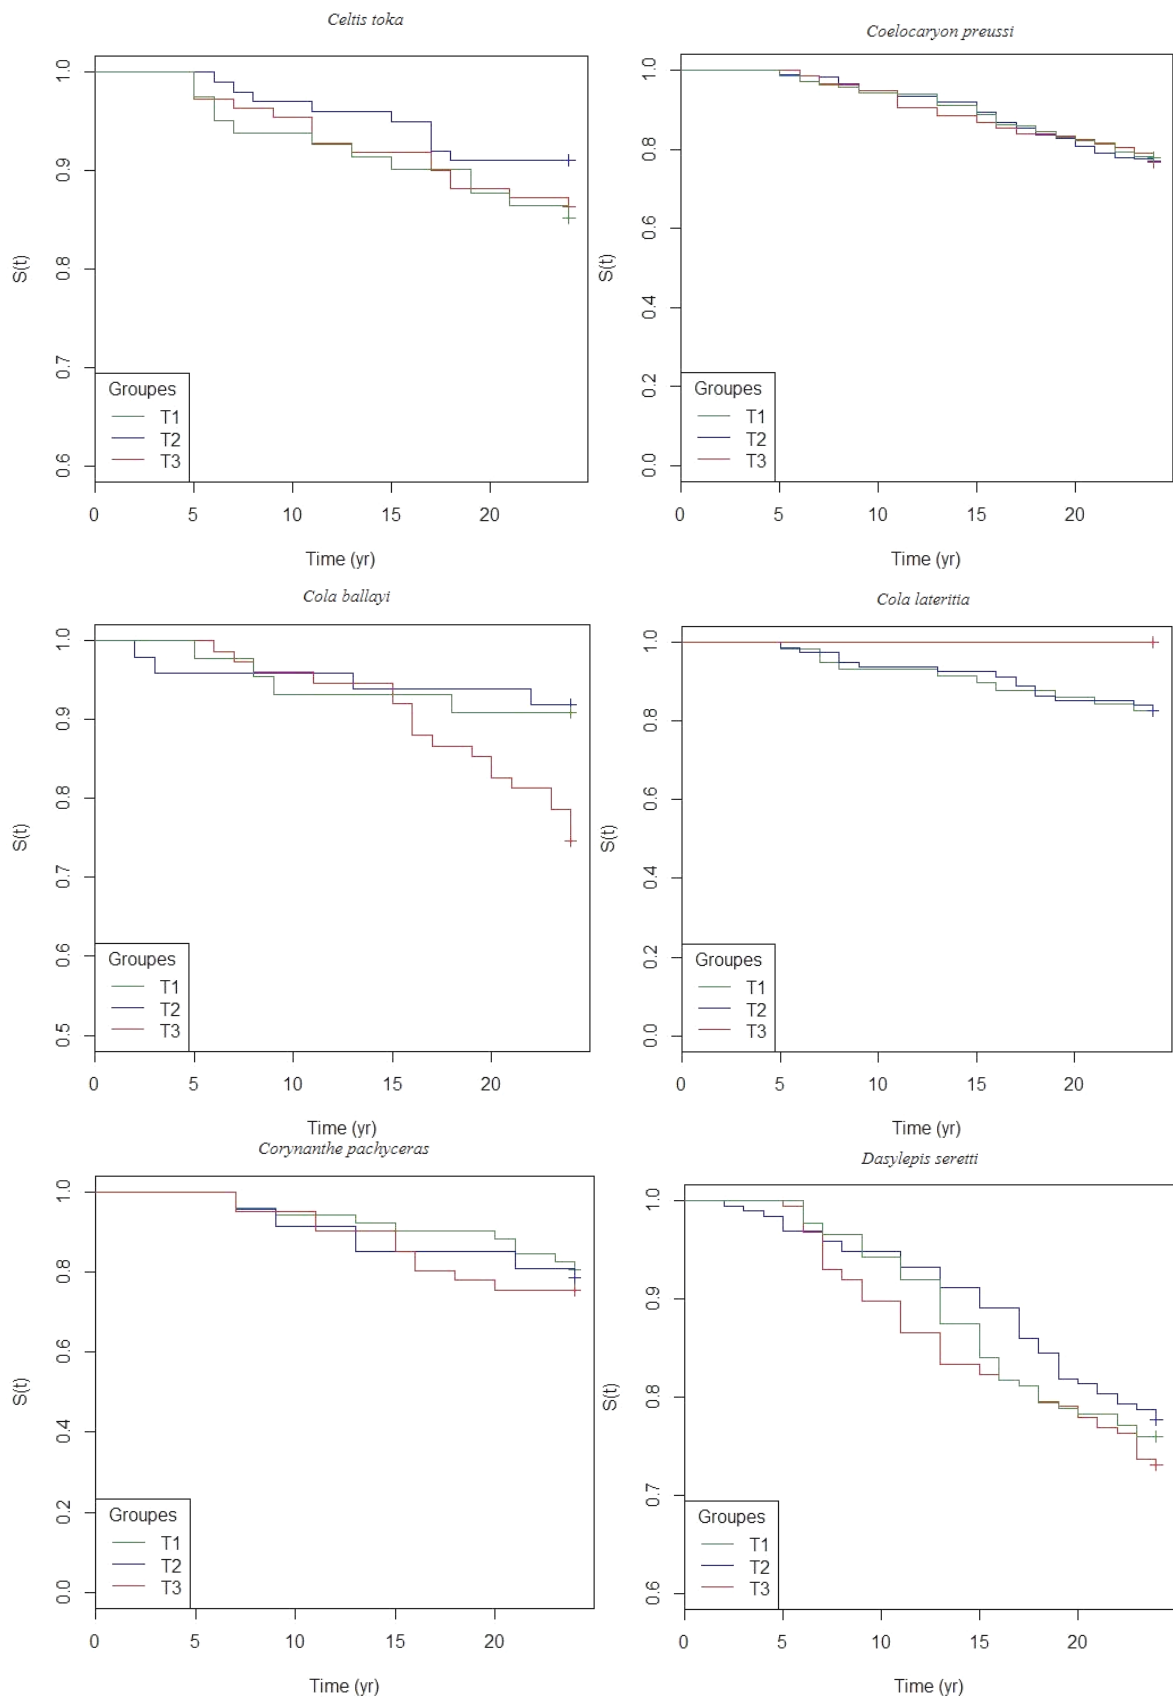 Celtis toka
S(t)
1.0
0.9
0.8
0.7
0.6
Groupes
T1
T2
T3
0 5 10 15 20
Time (yr)
Coelocaryon preussi
S(t)
1.0
0.8
0.6
0.4
0.2
0.0
Groupes
T1
T2
T3
0 5 10 15 20
Time (yr)
Cola ballayi
S(t)
1.0
0.9
0.8
0.7
0.6
0.5
Groupes
T1
T2
T3
0 5 10 15 20
Time (yr)
Cola lateritia
S(t)
1.0
0.8
0.6
0.4
0.2
0.0
Groupes
T1
T2
T3
0 5 10 15 20
Time (yr)
Corynanthe pachyceras
S(t)
1.0
0.8
0.6
0.4
0.2
0.0
Groupes
T1
T2
T3
0 5 10 15 20
Time (yr)
Dasylepis seretti
S(t)
1.0
0.9
0.8
0.7
0.6
Groupes
T1
T2
T3
0 5 10 15 20
Time (yr)